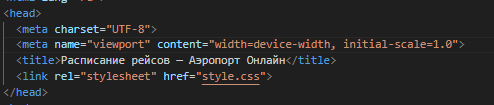 <head>
<meta charset="UTF-8">
<meta name="viewport" content="width=device-width, initial-scale=1.0">
<title>Расписание рейсов — Аэропорт Онлайн</title>
<link rel="stylesheet" href="style.css">
</head>